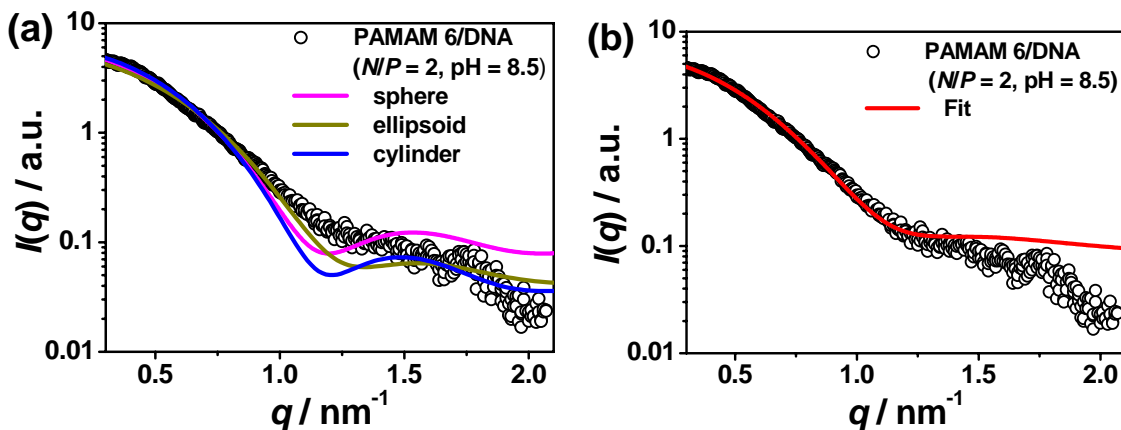 (a)
10
1
0.1
0.01
I(q) / a.u.
PAMAM 6/DNA
(N/P = 2, pH = 8.5)
sphere
ellipsoid
cylinder
0.5 1.0 1.5 2.0
q / nm⁻¹
(b)
10
1
0.1
0.01
I(q) / a.u.
PAMAM 6/DNA
(N/P = 2, pH = 8.5)
Fit
0.5 1.0 1.5 2.0
q / nm⁻¹